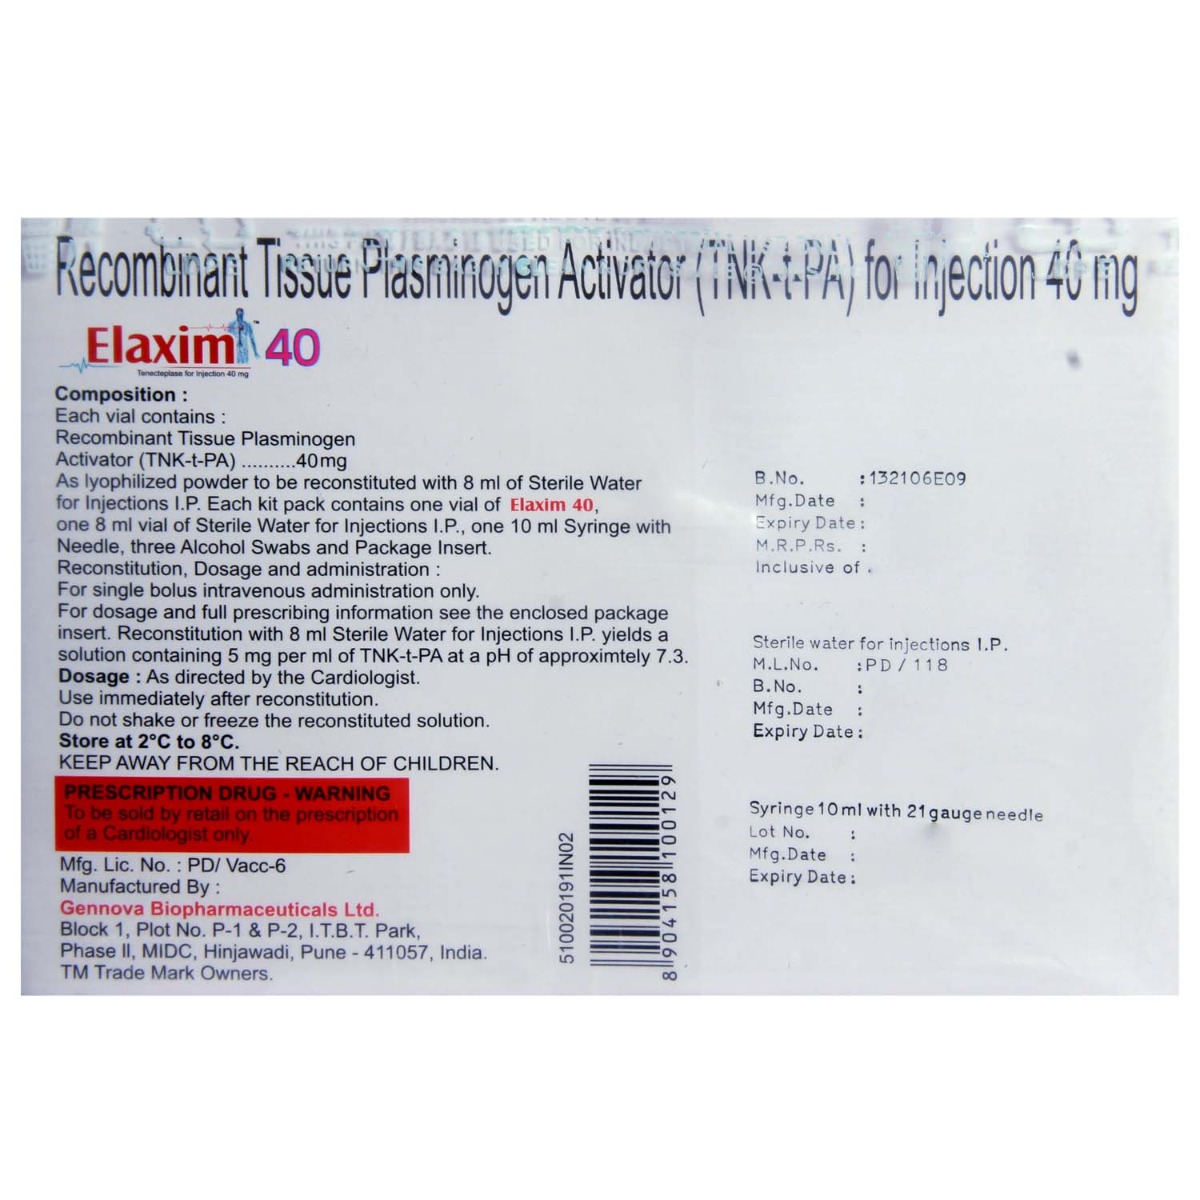 Recombinant Tissue Plasminogen Activator (TNK-t-PA) for Injection 40 mg
Elaxim™ 40
Tenecteplase for Injection 40 mg
Composition :
Each vial contains :
Recombinant Tissue Plasminogen
Activator (TNK-t-PA) ..........40mg
As lyophilized powder to be reconstituted with 8 ml of Sterile Water
for Injections I.P. Each kit pack contains one vial of Elaxim 40,
one 8 ml vial of Sterile Water for Injections I.P., one 10 ml Syringe with
Needle, three Alcohol Swabs and Package Insert.
Reconstitution, Dosage and administration :
For single bolus intravenous administration only.
For dosage and full prescribing information see the enclosed package
insert. Reconstitution with 8 ml Sterile Water for Injections I.P. yields a
solution containing 5 mg per ml of TNK-t-PA at a pH of approximtely 7.3.
Dosage : As directed by the Cardiologist.
Use immediately after reconstitution.
Do not shake or freeze the reconstituted solution.
Store at 2°C to 8°C.
KEEP AWAY FROM THE REACH OF CHILDREN.
PRESCRIPTION DRUG - WARNING
To be sold by retail on the prescription
of a Cardiologist only
Mfg. Lic. No. : PD/ Vacc-6
Manufactured By :
Gennova Biopharmaceuticals Ltd.
Block 1, Plot No. P-1 & P-2, I.T.B.T. Park,
Phase II, MIDC, Hinjawadi, Pune - 411057, India.
TM Trade Mark Owners.
510020191IN02
8904158100129
B.No. :132106E09
Mfg.Date :
Expiry Date :
M.R.P.Rs. :
Inclusive of .
Sterile water for injections I.P.
M.L.No. :PD / 118
B.No. :
Mfg.Date :
Expiry Date :
Syringe 10ml with 21 gauge needle
Lot No. :
Mfg.Date :
Expiry Date :